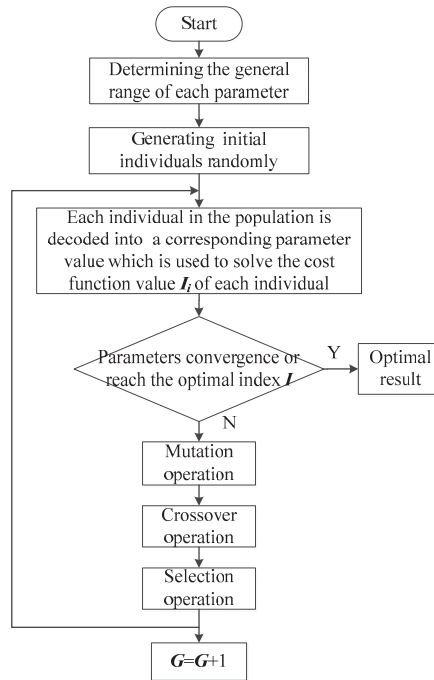 Start
Determining the general
range of each parameter
Generating initial
individuals randomly
Each individual in the population is
decoded into a corresponding parameter
value which is used to solve the cost
function value Ii of each individual
Parameters convergence or
reach the optimal index I
Y
Optimal
result
N
Mutation
operation
Crossover
operation
Selection
operation
G=G+1